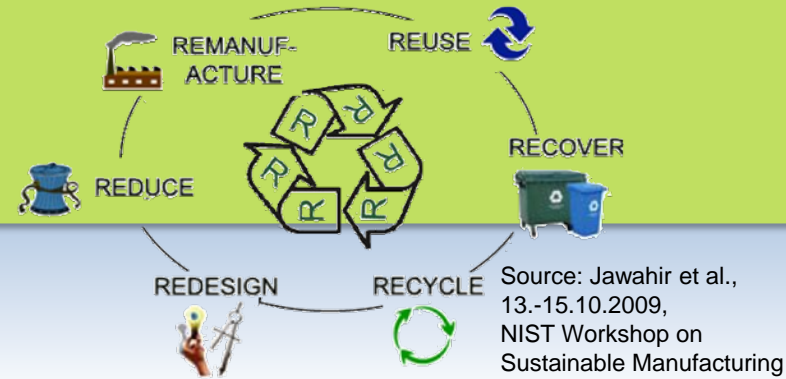 REMANUF-
ACTURE
REUSE
RECOVER
RECYCLE
REDESIGN
REDUCE
R
R
R
R
R
R
Source: Jawahir et al.,
13.-15.10.2009,
NIST Workshop on
Sustainable Manufacturing